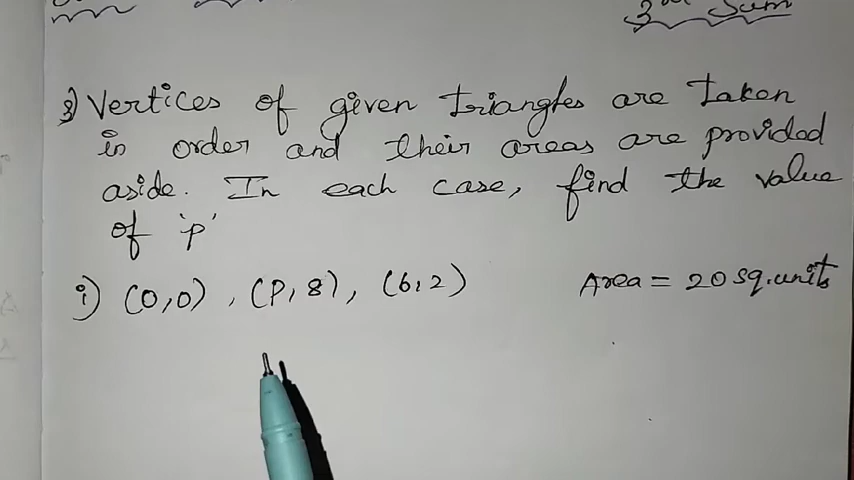 3rd Sum
3) Vertices of given triangles are taken
in order and their areas are provided
aside. In each case, find the value
of 'p'
i) (0,0), (P,8), (6,2) Area = 20 sq.units